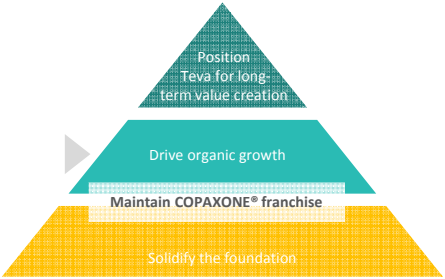 Position
Teva for long-
term value creation
Drive organic growth
Maintain COPAXONE® franchise
Solidify the foundation